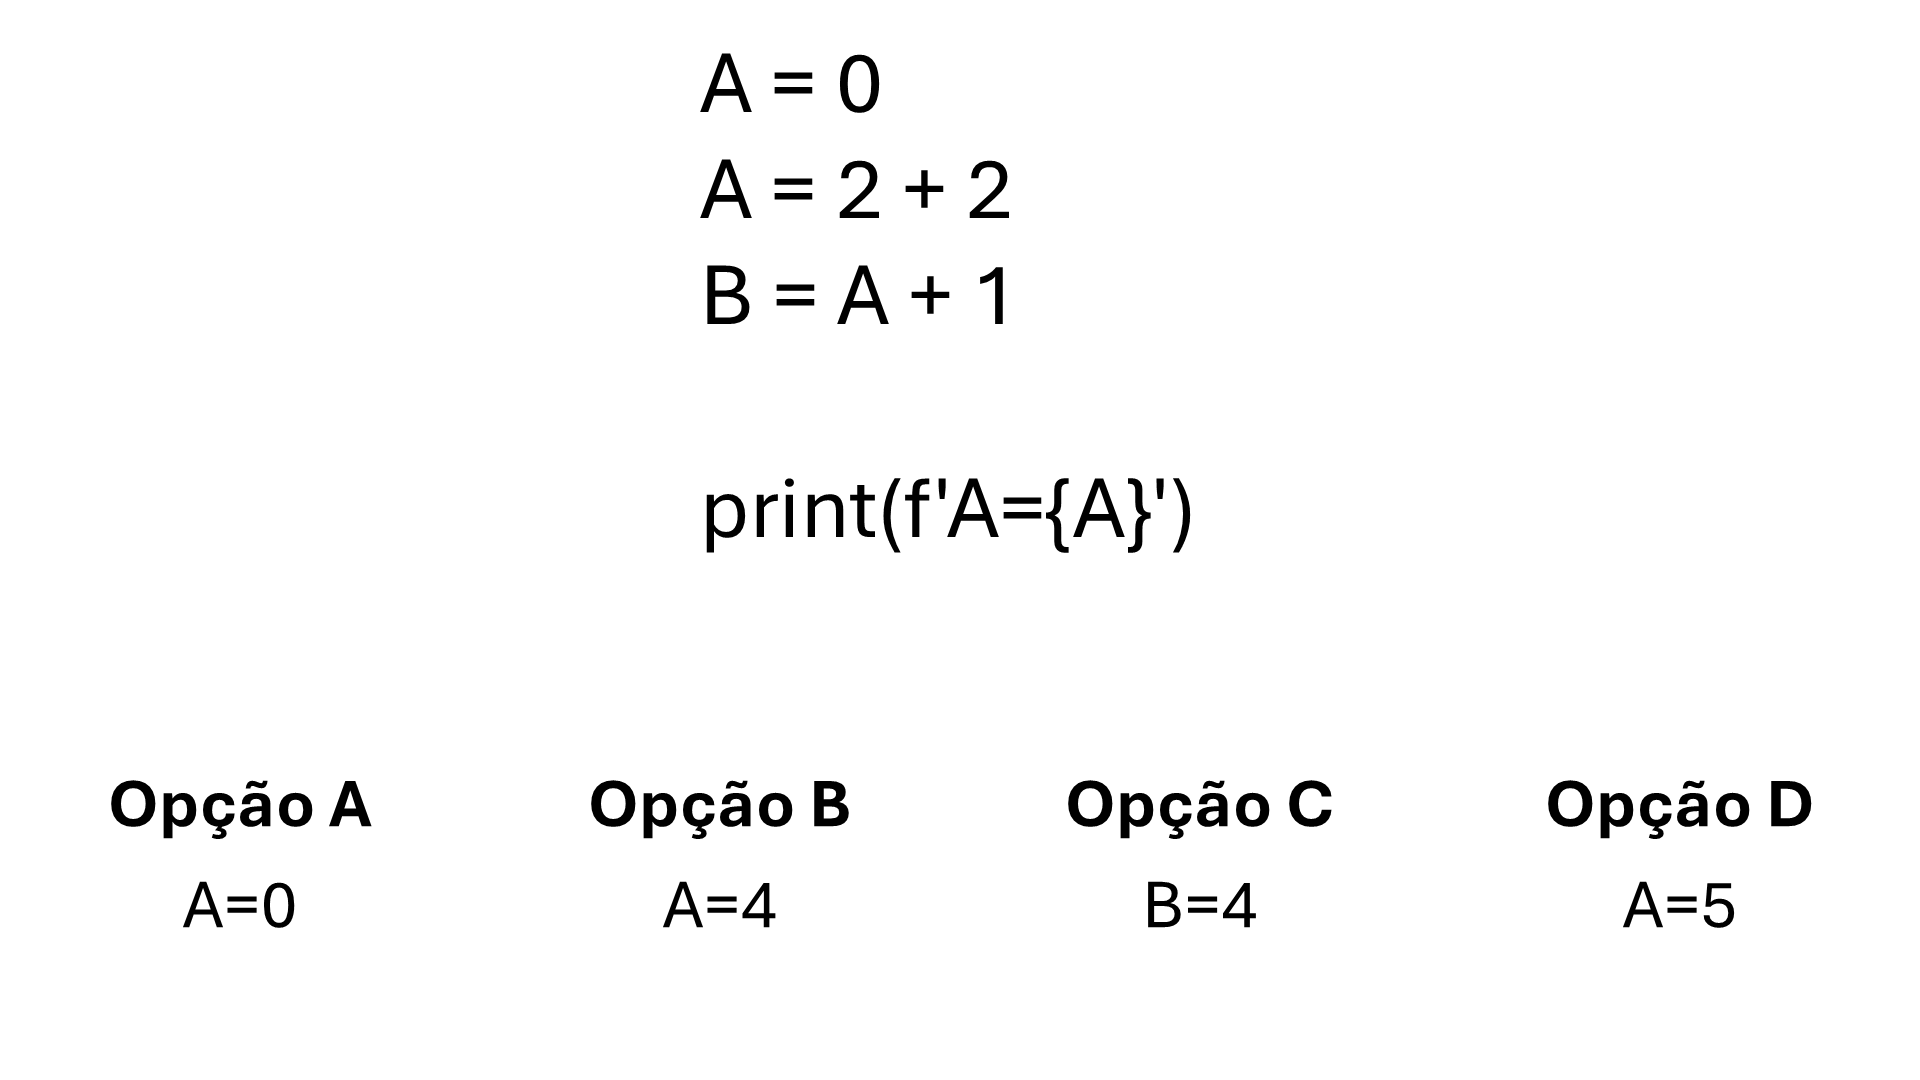 A = 0
A = 2 + 2
B = A + 1
print(f'A={A}')
Opção A
A=0
Opção B
A=4
Opção C
B=4
Opção D
A=5